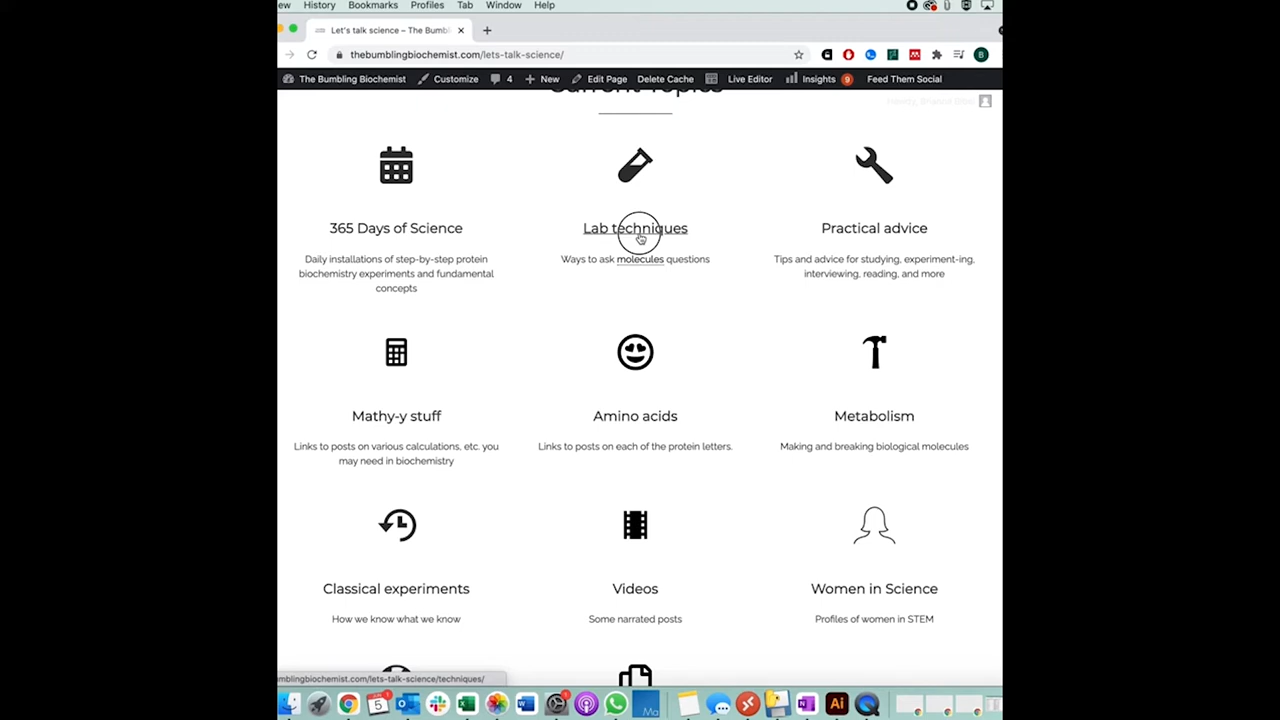 ew History Bookmarks Profiles Tab Window Help
Let's talk science – The Bumbl
thebumblingbiochemist.com/lets-talk-science/
B
The Bumbling Biochemist Customize 4 New Edit Page Delete Cache Live Editor Insights 9 Feed Them Social
Current Topics
365 Days of Science
Daily installations of step-by-step protein
biochemistry experiments and fundamental
concepts
Lab techniques
Ways to ask molecules questions
Practical advice
Tips and advice for studying, experiment-ing,
interviewing, reading, and more
Mathy-y stuff
Links to posts on various calculations, etc. you
may need in biochemistry
Amino acids
Links to posts on each of the protein letters.
Metabolism
Making and breaking biological molecules
Classical experiments
How we know what we know
Videos
Some narrated posts
Women in Science
Profiles of women in STEM
umblingbiochemist.com/lets-talk-science/techniques/
5
Ma
Ai